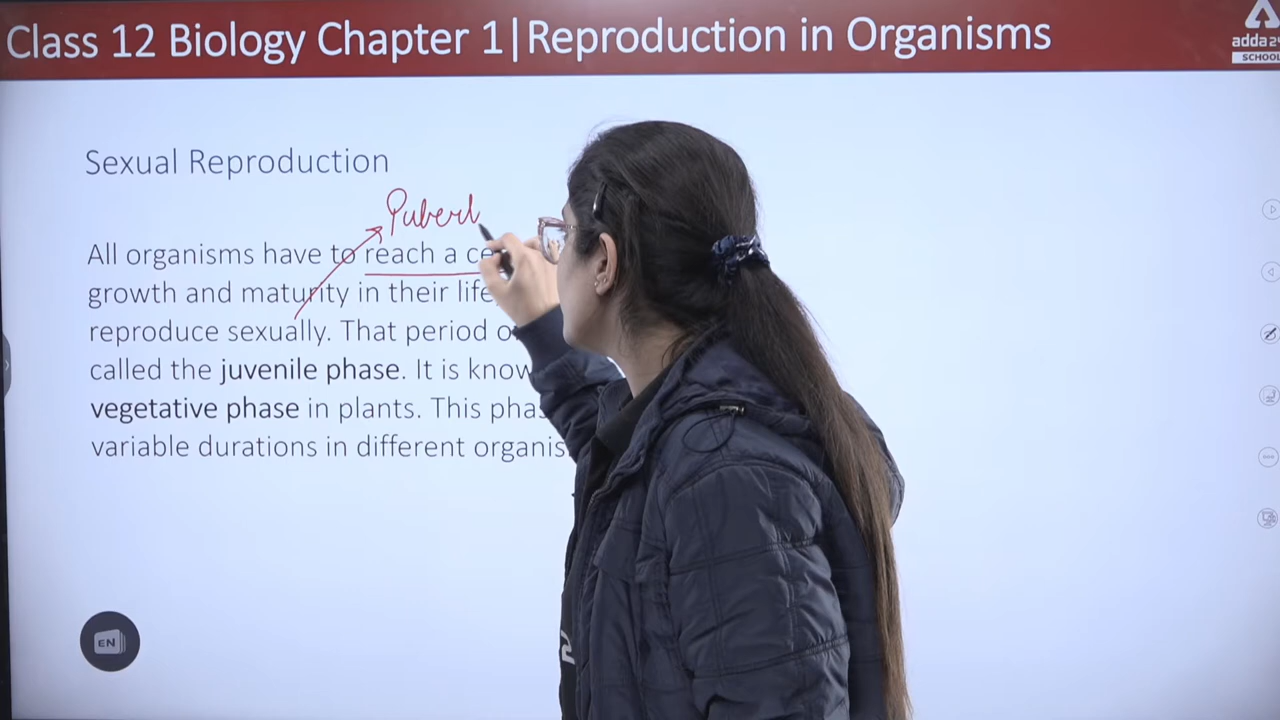 Class 12 Biology Chapter 1|Reproduction in Organisms
adda24
SCHOOL
Sexual Reproduction
Puberl
All organisms have to reach a ce
growth and maturity in their life,
reproduce sexually. That period o
called the juvenile phase. It is know
vegetative phase in plants. This phas
variable durations in different organis
EN